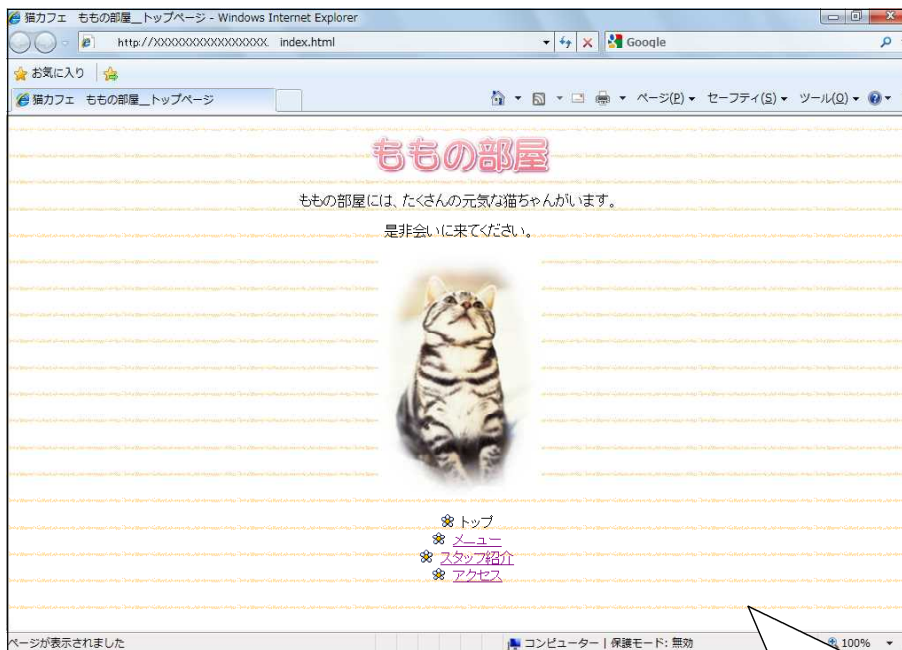 猫カフェ ももの部屋__トップページ - Windows Internet Explorer
http://XXXXXXXXXXXXXXXXX. index.html
Google
お気に入り
猫カフェ ももの部屋__トップページ
ページ(P) セーフティ(S) ツール(O)
ももの部屋
ももの部屋には、たくさんの元気な猫ちゃんがいます。
是非会いに来てください。
トップ
メニュー
スタッフ紹介
アクセス
ページが表示されました
コンピューター | 保護モード: 無効
100%